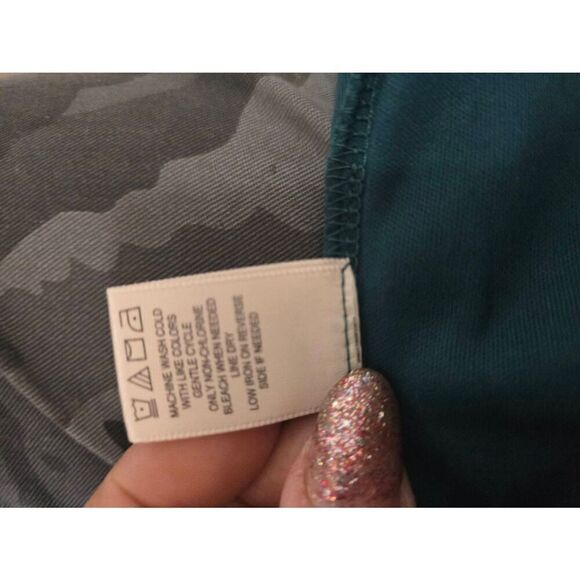 MACHINE WASH COLD
WITH LIKE COLORS
GENTLE CYCLE
ONLY NON-CHLORINE
BLEACH WHEN NEEDED
LINE DRY
LOW IRON ON REVERSE
SIDE IF NEEDED